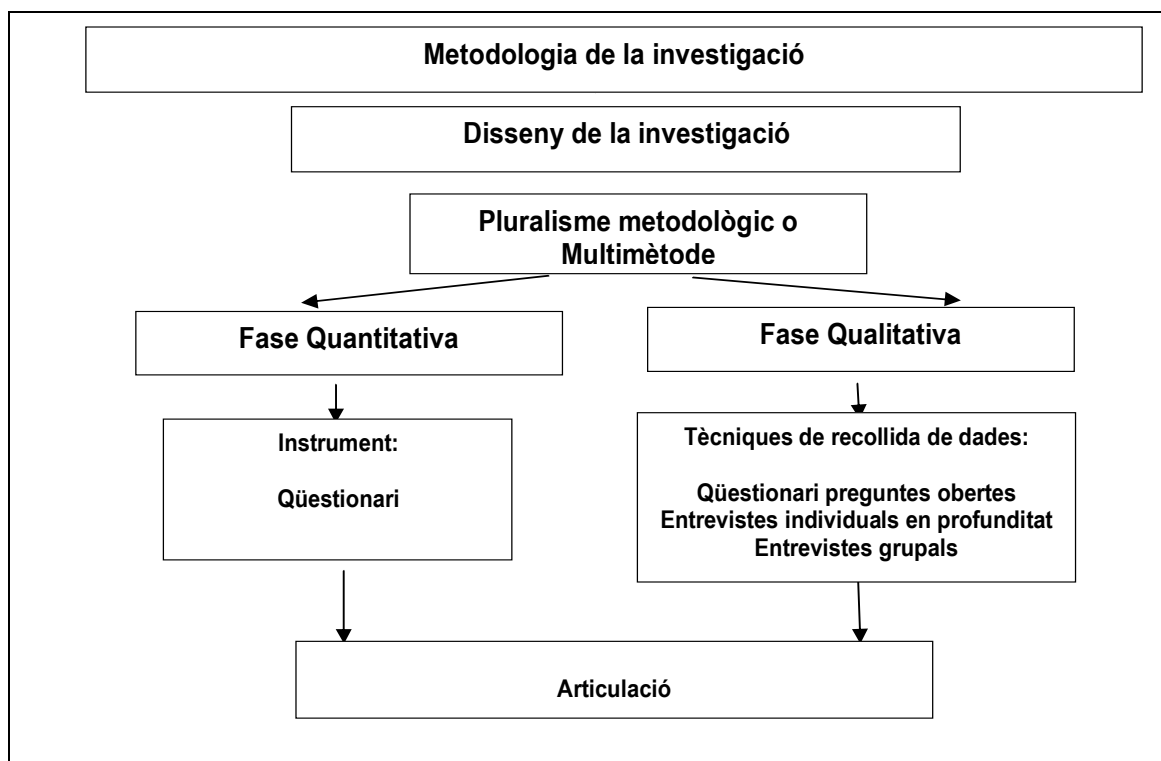 Metodologia de la investigació
Disseny de la investigació
Pluralisme metodològic o
Multimètode
Fase Quantitativa
Fase Qualitativa
Instrument:
Qüestionari
Tècniques de recollida de dades:
Qüestionari preguntes obertes
Entrevistes individuals en profunditat
Entrevistes grupals
Articulació